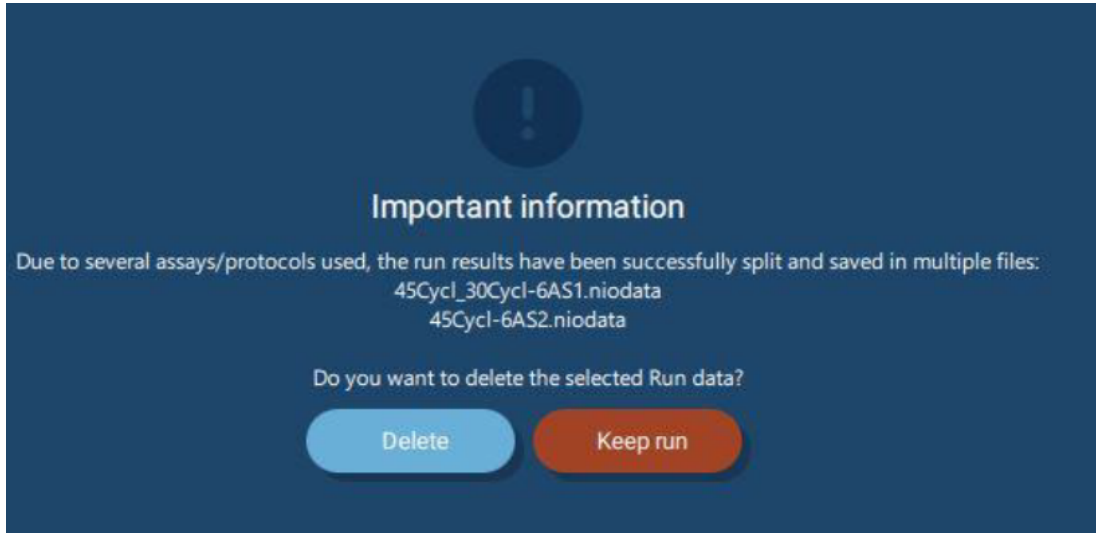 !
Important information
Due to several assays/protocols used, the run results have been successfully split and saved in multiple files:
45Cycl_30Cycl-6AS1.niodata
45Cycl-6AS2.niodata
Do you want to delete the selected Run data?
Delete
Keep run